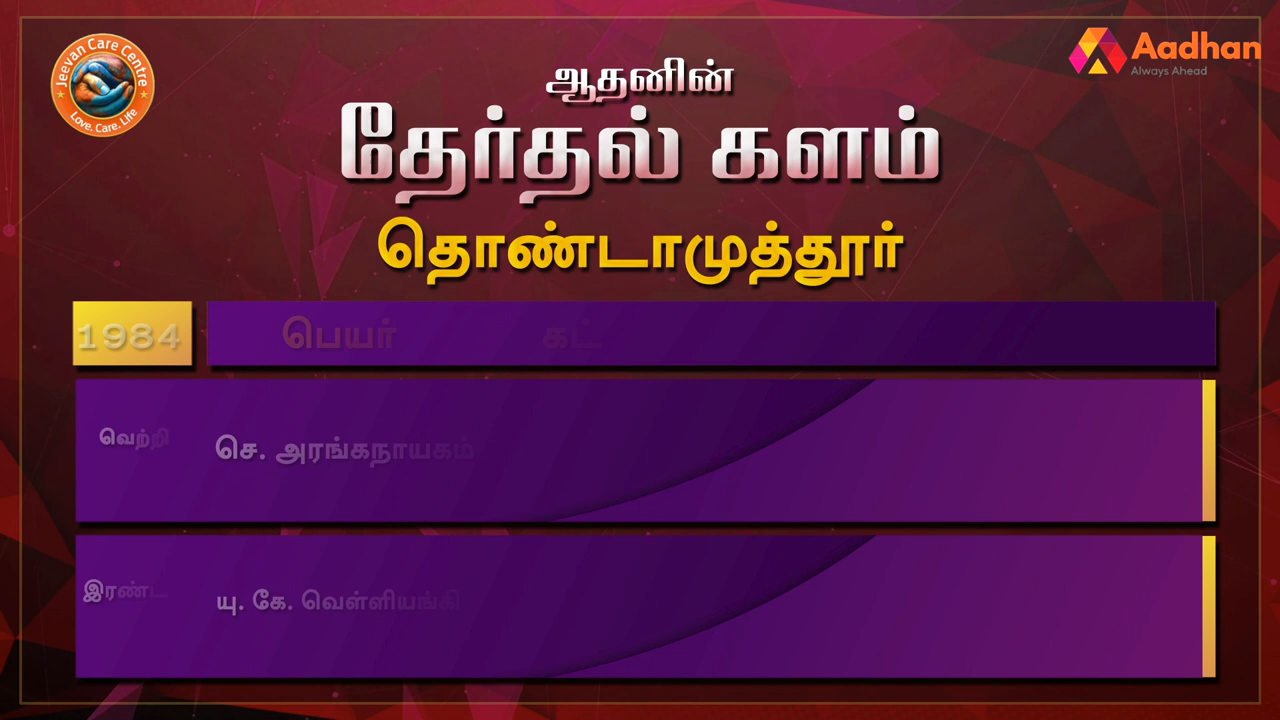 Jeevan Care Centre
Love. Care. Life
Aadhan
Always Ahead
ஆதனின்
தேர்தல் களம்
தொண்டாமுத்தூர்
1984 பெயர்
வெற்றி செ. அரங்கநாயகம்
யு. கே. வெள்ளியங்கி